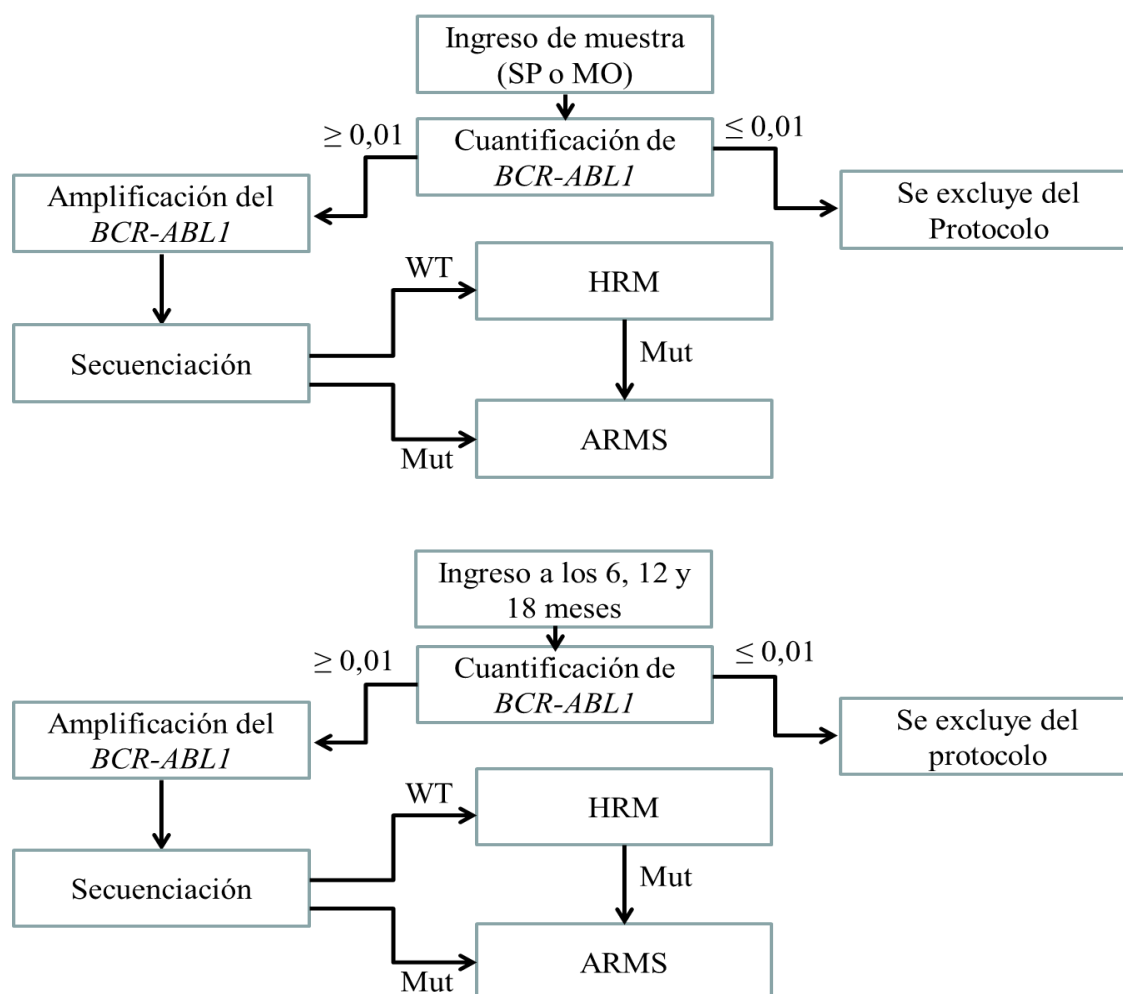 Ingreso de muestra
(SP o MO)
≥ 0,01
Cuantificación de
BCR-ABL1
≤ 0,01
Amplificación del
BCR-ABL1
Se excluye del
Protocolo
WT
HRM
Secuenciación
Mut
Mut
ARMS
Ingreso a los 6, 12 y
18 meses
≥ 0,01
Cuantificación de
BCR-ABL1
≤ 0,01
Amplificación del
BCR-ABL1
Se excluye del
protocolo
WT
HRM
Secuenciación
Mut
Mut
ARMS